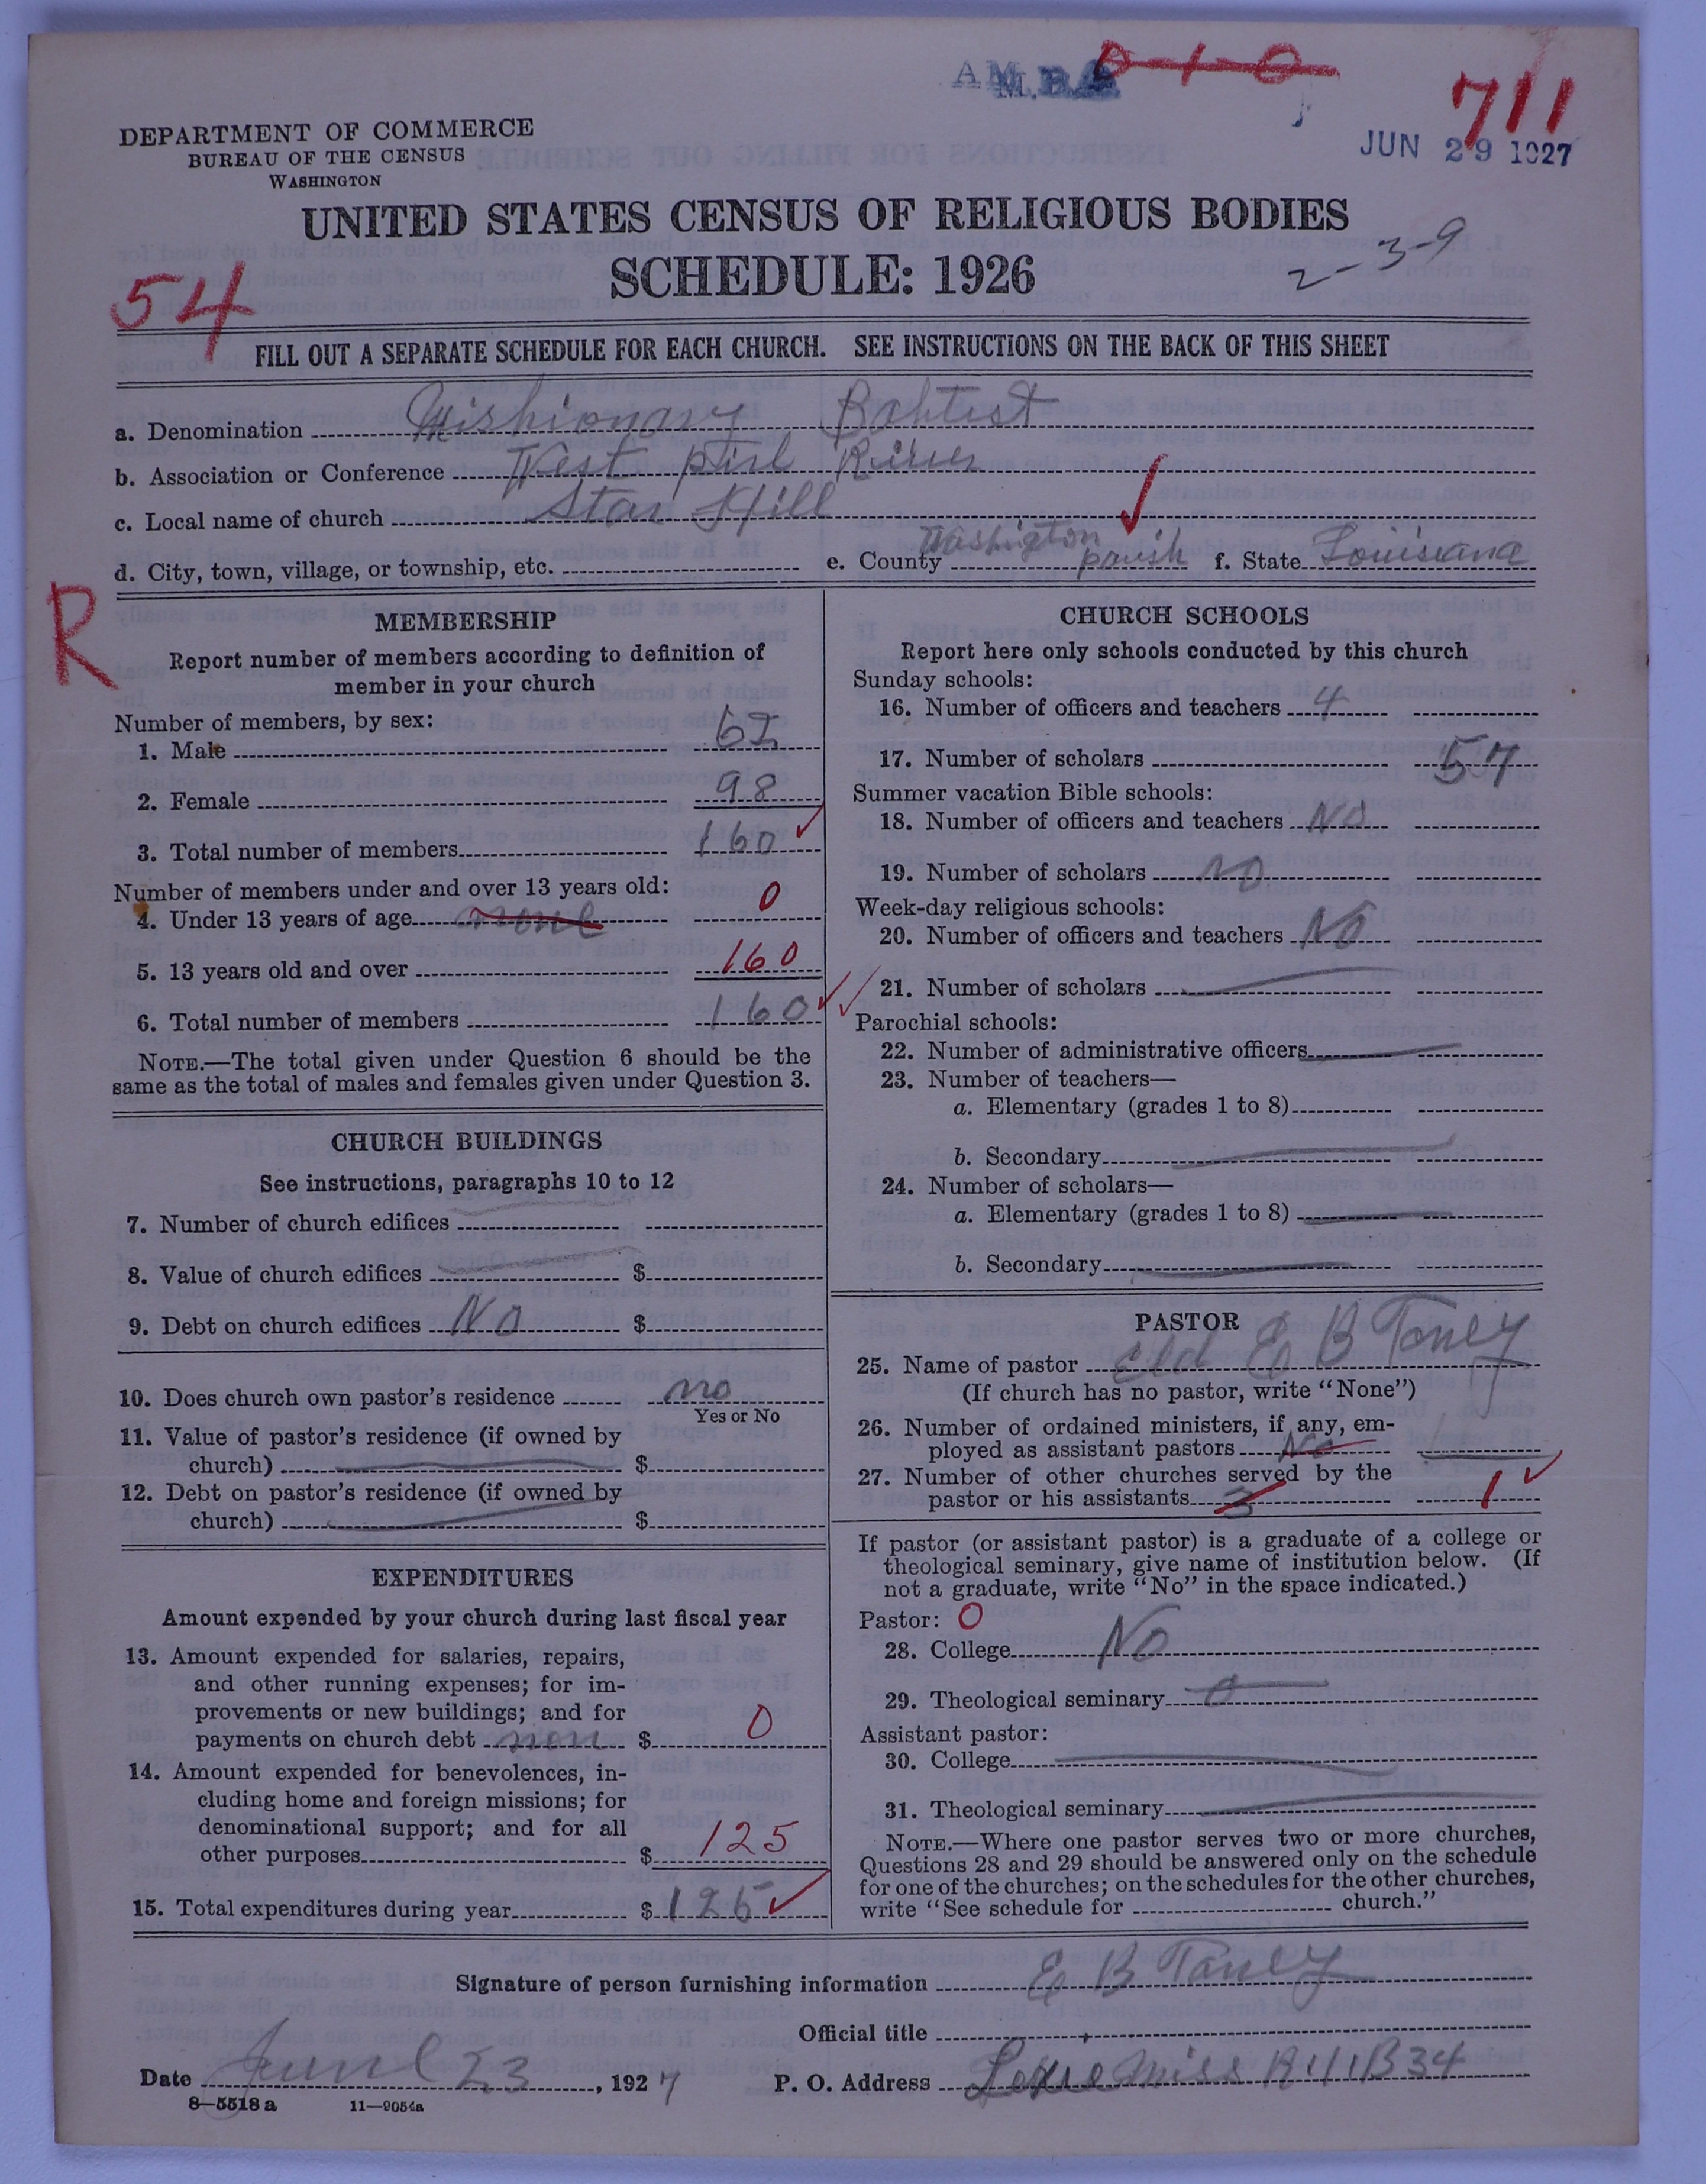 AM. M.B.A 0-1-0
711
JUN 29 1927
DEPARTMENT OF COMMERCE
BUREAU OF THE CENSUS
WASHINGTON
UNITED STATES CENSUS OF RELIGIOUS BODIES
SCHEDULE: 1926
2-3-9
54
FILL OUT A SEPARATE SCHEDULE FOR EACH CHURCH. SEE INSTRUCTIONS ON THE BACK OF THIS SHEET
a. Denomination Mishionary Babtist
b. Association or Conference West perl River
c. Local name of church Star Hill
d. City, town, village, or township, etc. e. County Washington parish f. State Louisiana
R
MEMBERSHIP
Report number of members according to definition of
member in your church
Number of members, by sex:
1. Male 62
2. Female 98
3. Total number of members 160
Number of members under and over 13 years old:
4. Under 13 years of age none 0
5. 13 years old and over 160
6. Total number of members 160
NOTE.—The total given under Question 6 should be the
same as the total of males and females given under Question 3.
CHURCH BUILDINGS
See instructions, paragraphs 10 to 12
7. Number of church edifices
8. Value of church edifices $
9. Debt on church edifices No $
10. Does church own pastor's residence no
Yes or No
11. Value of pastor's residence (if owned by
church) $
12. Debt on pastor's residence (if owned by
church) $
EXPENDITURES
Amount expended by your church during last fiscal year
13. Amount expended for salaries, repairs,
and other running expenses; for im-
provements or new buildings; and for
payments on church debt non $ 0
14. Amount expended for benevolences, in-
cluding home and foreign missions; for
denominational support; and for all
other purposes $ 125
15. Total expenditures during year $ 125
CHURCH SCHOOLS
Report here only schools conducted by this church
Sunday schools:
16. Number of officers and teachers 4
17. Number of scholars 57
Summer vacation Bible schools:
18. Number of officers and teachers No
19. Number of scholars no
Week-day religious schools:
20. Number of officers and teachers No
21. Number of scholars
Parochial schools:
22. Number of administrative officers
23. Number of teachers—
a. Elementary (grades 1 to 8)
b. Secondary
24. Number of scholars—
a. Elementary (grades 1 to 8)
b. Secondary
PASTOR
25. Name of pastor Eld E B Toney
(If church has no pastor, write "None")
26. Number of ordained ministers, if any, em-
ployed as assistant pastors No
27. Number of other churches served by the
pastor or his assistants 3 1
If pastor (or assistant pastor) is a graduate of a college or
theological seminary, give name of institution below. (If
not a graduate, write "No" in the space indicated.)
Pastor: 0
28. College No
29. Theological seminary 0
Assistant pastor:
30. College
31. Theological seminary
NOTE.—Where one pastor serves two or more churches,
Questions 28 and 29 should be answered only on the schedule
for one of the churches; on the schedules for the other churches,
write "See schedule for church."
Signature of person furnishing information E B Toney
Official title
Date June 23, 1927 P. O. Address Lexie Miss R 1 B 34
8—5518 a 11—9054a